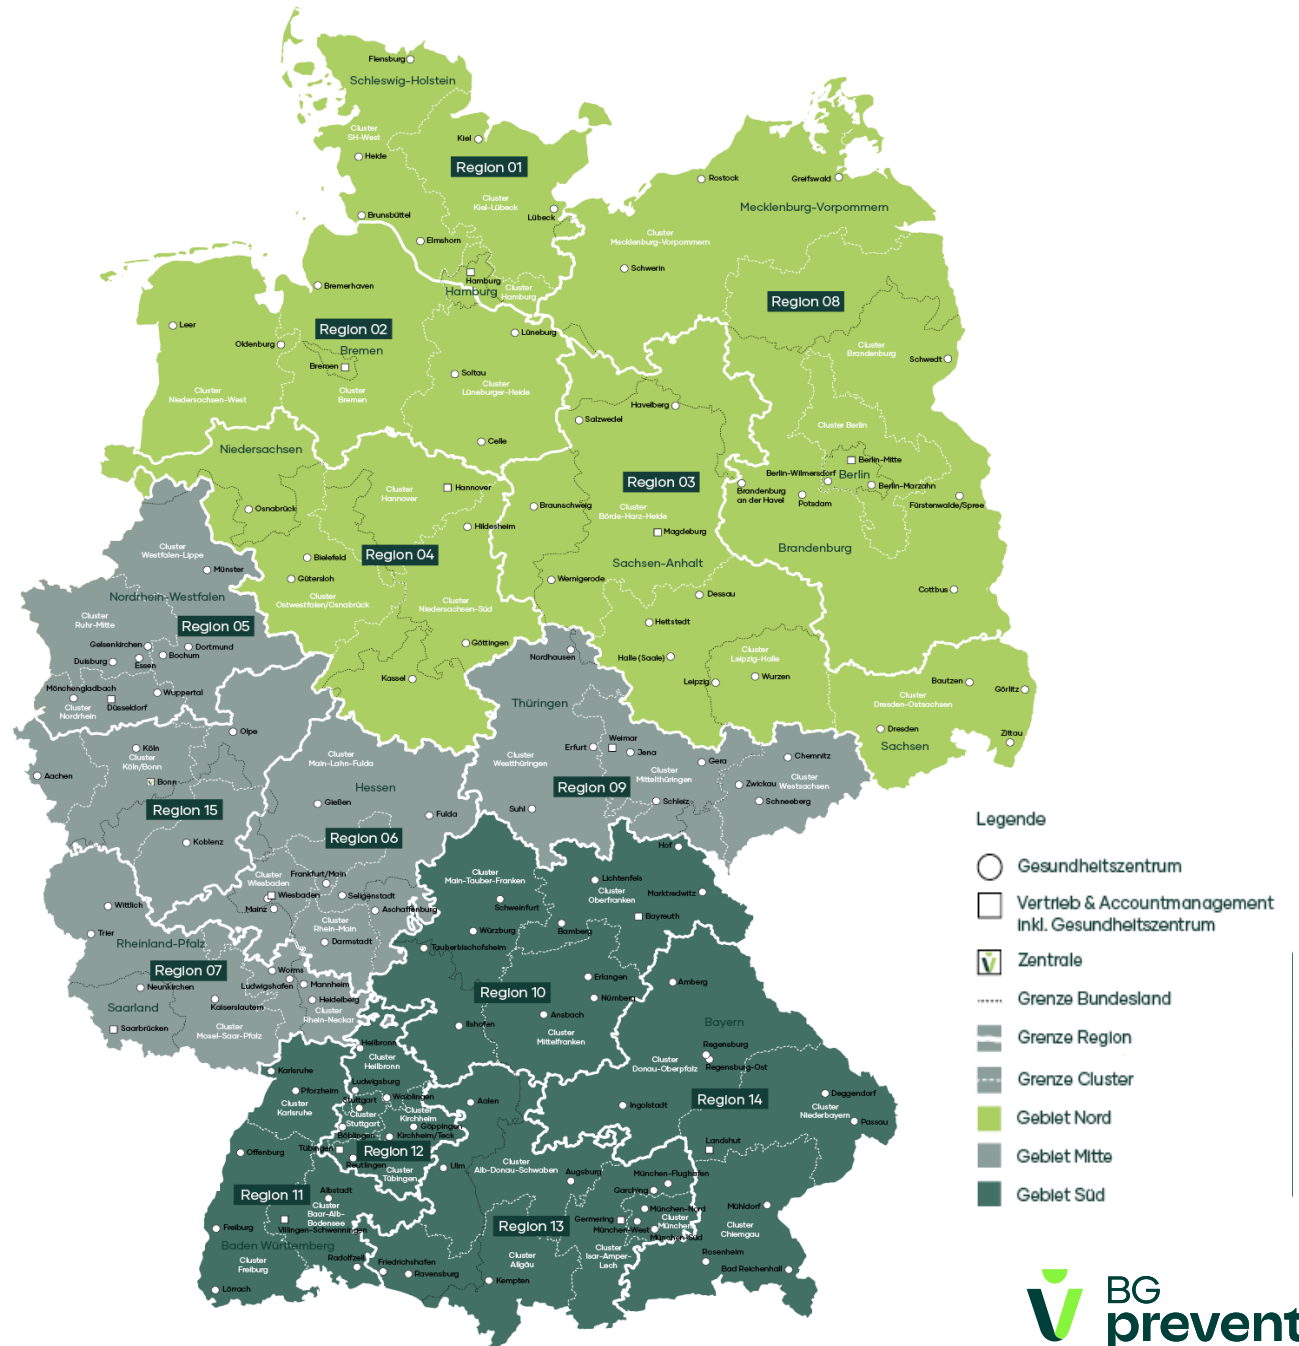 Flensburg
Schleswig-Holstein
Cluster
SH-West
Kiel
Heide
Region 01
Cluster
Kiel-Lübeck
Brunsbüttel
Lübeck
Elmshorn
Hamburg
Hamburg
Cluster
Hamburg
Rostock
Greifswald
Mecklenburg-Vorpommern
Cluster
Mecklenburg-Vorpommern
Schwerin
Region 08
Cluster
Brandenburg
Schwedt
Bremerhaven
Leer
Region 02
Oldenburg
Bremen
Bremen
Lüneburg
Soltau
Cluster
Lüneburger-Heide
Cluster
Niedersachsen-West
Cluster
Bremen
Celle
Havelberg
Salzwedel
Cluster Berlin
Berlin-Mitte
Berlin-Wilmersdorf
Berlin
Berlin-Marzahn
Brandenburg
an der Havel
Potsdam
Fürstenwalde/Spree
Niedersachsen
Cluster
Hannover
Hannover
Region 03
Braunschweig
Cluster
Börde-Harz-Heide
Osnabrück
Hildesheim
Magdeburg
Brandenburg
Region 04
Sachsen-Anhalt
Cluster
Westfalen-Lippe
Bielefeld
Münster
Gütersloh
Wernigerode
Cottbus
Dessau
Nordrhein-Westfalen
Cluster
Ostwestfalen/Osnabrück
Cluster
Niedersachsen-Süd
Cluster
Ruhr-Mitte
Region 05
Hettstedt
Göttingen
Gelsenkirchen
Dortmund
Bochum
Duisburg
Essen
Nordhausen
Halle (Saale)
Cluster
Leipzig-Halle
Kassel
Leipzig
Wurzen
Bautzen
Görlitz
Mönchengladbach
Wuppertal
Düsseldorf
Cluster
Nordrhein
Thüringen
Cluster
Dresden-Ostsachsen
Dresden
Zittau
Sachsen
Olpe
Köln
Cluster
Köln/Bonn
Aachen
Bonn
Cluster
Main-Lahn-Fulda
Erfurt
Weimar
Jena
Gera
Chemnitz
Cluster
Westthüringen
Cluster
Mittelthüringen
Zwickau
Cluster
Westsachsen
Hessen
Region 09
Schleiz
Schneeberg
Region 15
Gießen
Suhl
Fulda
Legende
Region 06
Koblenz
Hof
Gesundheitszentrum
Cluster
Wiesbaden
Frankfurt/Main
Cluster
Main-Tauber-Franken
Lichtenfels
Cluster
Oberfranken
Marktredwitz
Wiesbaden
Seligenstadt
Mainz
Aschaffenburg
Schweinfurt
Wittlich
Vertrieb & Accountmanagement
inkl. Gesundheitszentrum
Cluster
Rhein-Main
Bayreuth
Bamberg
Trier
Würzburg
Darmstadt
Rheinland-Pfalz
Tauberbischofsheim
Zentrale
Region 07
Worms
Erlangen
Amberg
Neunkirchen
Ludwigshafen
Mannheim
Region 10
Nürnberg
Grenze Bundesland
Saarland
Kaiserslautern
Heidelberg
Cluster
Rhein-Neckar
Ansbach
Saarbrücken
Cluster
Mosel-Saar-Pfalz
Ilshofen
Cluster
Mittelfranken
Bayern
Grenze Region
Heilbronn
Cluster
Heilbronn
Regensburg
Cluster
Donau-Oberpfalz
Regensburg-Ost
Karlsruhe
Ludwigsburg
Grenze Cluster
Pforzheim
Waiblingen
Cluster
Karlsruhe
Stuttgart
Aalen
Region 14
Deggendorf
Ingolstadt
Cluster
Niederbayern
Cluster
Stuttgart
Cluster
Kirchheim
Göppingen
Passau
Gebiet Nord
Böblingen
Kirchheim/Teck
Landshut
Tübingen
Region 12
Offenburg
Gebiet Mitte
Reutlingen
Cluster
Tübingen
Ulm
Cluster
Alb-Donau-Schwaben
Augsburg
München-Flughafen
Garching
Region 11
Albstadt
Gebiet Süd
Cluster
Baar-Alb-
Bodensee
München-Nord
Mühldorf
Freiburg
Villingen-Schwenningen
Region 13
Germering
Cluster
München
München-West
München-Süd
Cluster
Chiemgau
Baden Württemberg
Cluster
Freiburg
Radolfzell
Friedrichshafen
Cluster
Allgäu
Cluster
Isar-Amper-
Lech
Rosenheim
Ravensburg
Bad Reichenhall
Lörrach
Kempten
BG
prevent